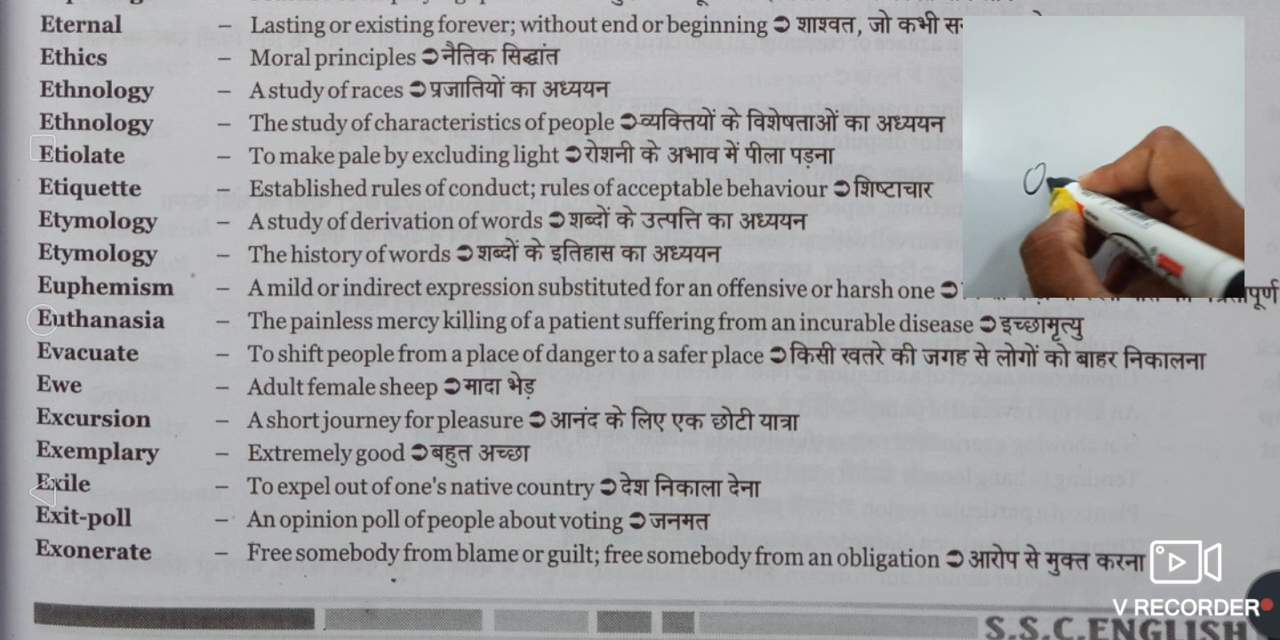 Eternal – Lasting or existing forever; without end or beginning ➲ शाश्वत, जो कभी
Ethics – Moral principles ➲ नैतिक सिद्धांत
Ethnology – A study of races ➲ प्रजातियों का अध्ययन
Ethnology – The study of characteristics of people ➲ व्यक्तियों के विशेषताओं का अध्ययन
Etiolate – To make pale by excluding light ➲ रोशनी के अभाव में पीला पड़ना
Etiquette – Established rules of conduct; rules of acceptable behaviour ➲ शिष्टाचार
Etymology – A study of derivation of words ➲ शब्दों के उत्पत्ति का अध्ययन
Etymology – The history of words ➲ शब्दों के इतिहास का अध्ययन
Euphemism – A mild or indirect expression substituted for an offensive or harsh one ➲
Euthanasia – The painless mercy killing of a patient suffering from an incurable disease ➲ इच्छामृत्यु
Evacuate – To shift people from a place of danger to a safer place ➲ किसी खतरे की जगह से लोगों को बाहर निकालना
Ewe – Adult female sheep ➲ मादा भेड़
Excursion – A short journey for pleasure ➲ आनंद के लिए एक छोटी यात्रा
Exemplary – Extremely good ➲ बहुत अच्छा
Exile – To expel out of one's native country ➲ देश निकाला देना
Exit-poll – An opinion poll of people about voting ➲ जनमत
Exonerate – Free somebody from blame or guilt; free somebody from an obligation ➲ आरोप से मुक्त करना
V RECORDER
S.S.C. ENGLISH